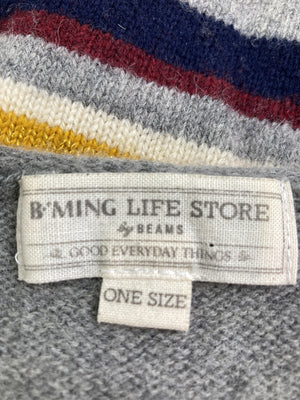 B:MING LIFE STORE
by BEAMS
GOOD EVERYDAY THINGS
ONE SIZE